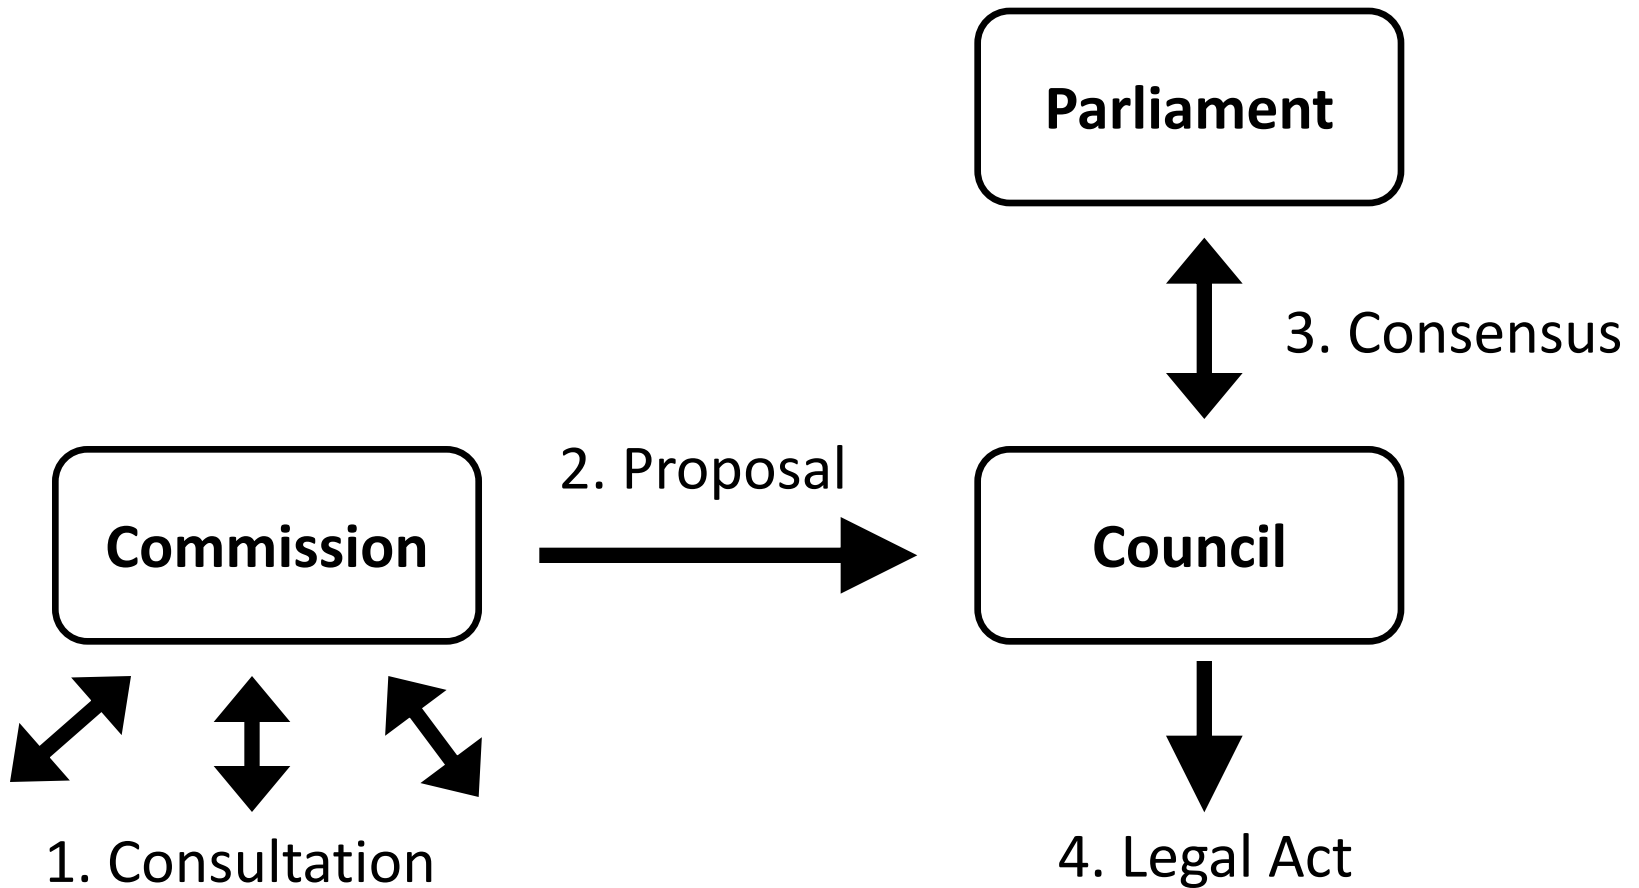 Parliament
3. Consensus
2. Proposal
Commission
Council
1. Consultation
4. Legal Act